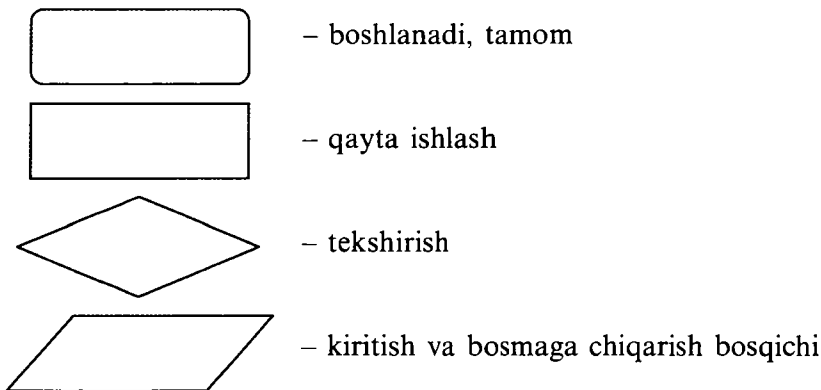 – boshlanadi, tamom
– qayta ishlash
– tekshirish
– kiritish va bosmaga chiqarish bosqichi